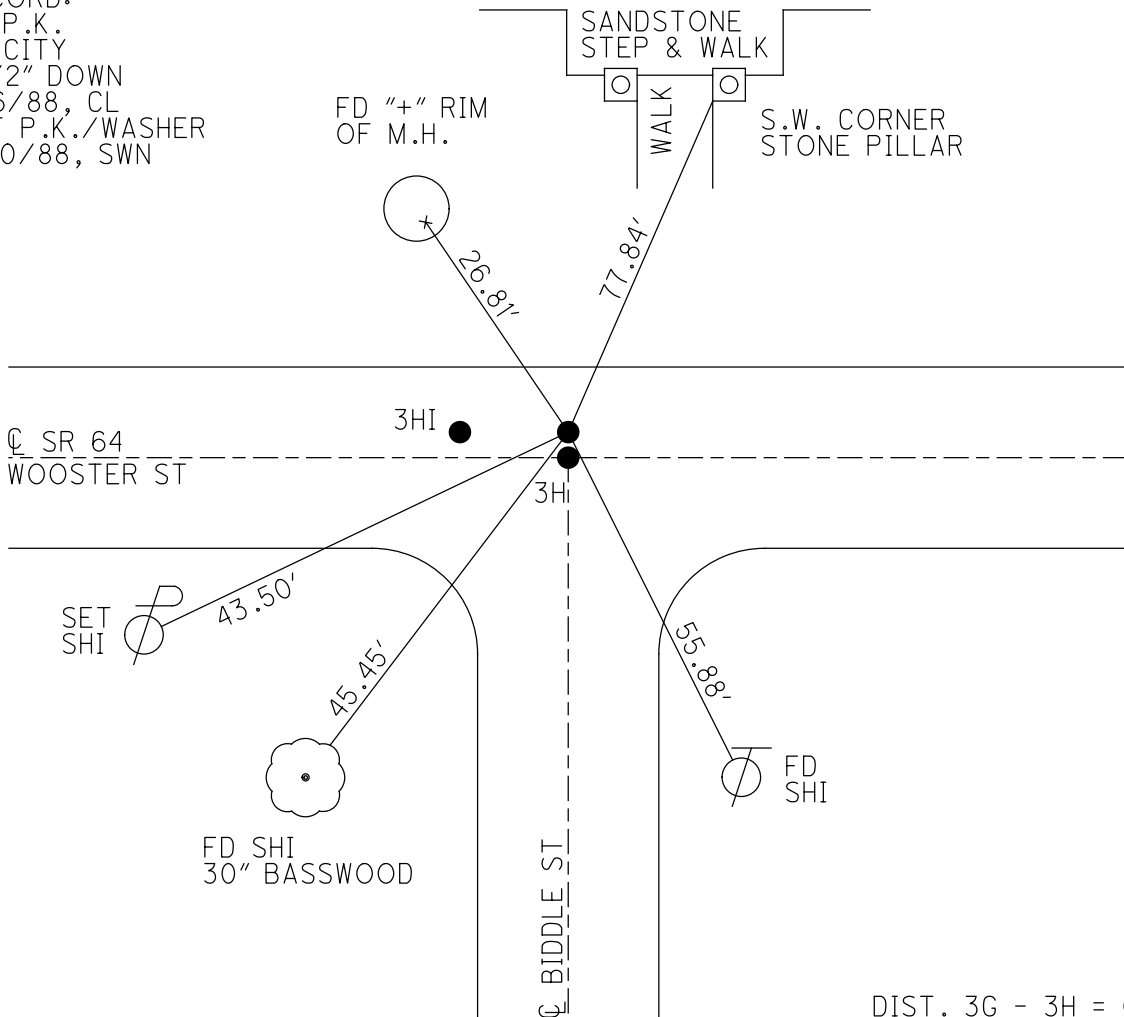 P.K.
CITY
2" DOWN
/88, CL
P.K./WASHER
0/88, SWN
SANDSTONE
STEP & WALK
WALK
S.W. CORNER
STONE PILLAR
FD "+" RIM
OF M.H.
26.81'
77.84'
3HI
℄ SR 64
WOOSTER ST
3H
43.50'
SET
SHI
45.45'
55.88'
FD
SHI
FD SHI
30" BASSWOOD
℄ BIDDLE ST
DIST. 3G - 3H =